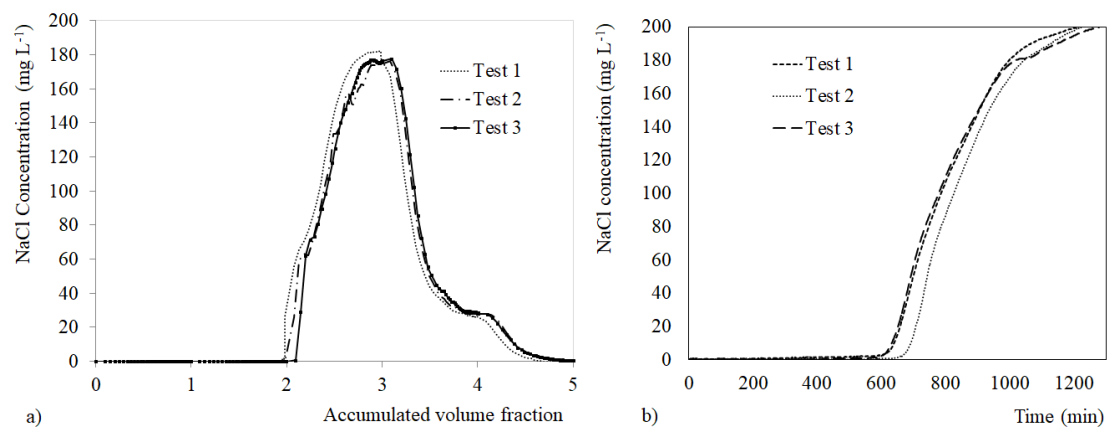 NaCl Concentration (mg L⁻¹)
200
180
160
140
120
100
80
60
40
20
0
0 1 2 3 4 5
Test 1
Test 2
Test 3
a)
Accumulated volume fraction
NaCl concentration (mg L⁻¹)
200
180
160
140
120
100
80
60
40
20
0
0 200 400 600 800 1000 1200
Test 1
Test 2
Test 3
b)
Time (min)